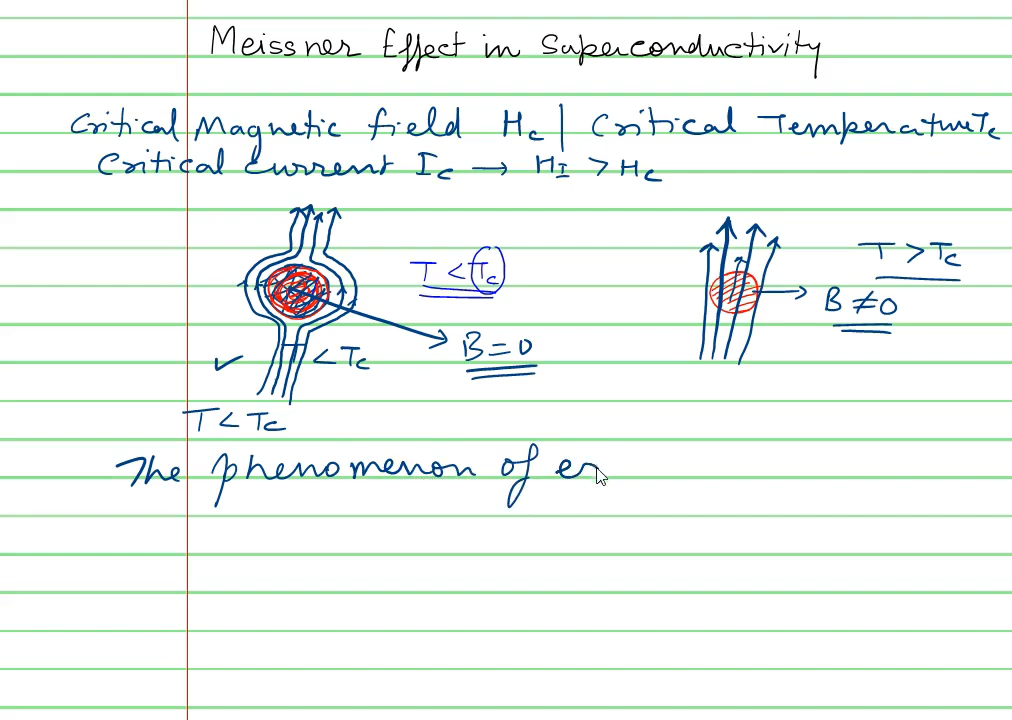 Meissner Effect in Superconductivity
Critical Magnetic field Hc | Critical Temperature Tc
Critical Current Ic → HI > Hc
T < Tc
T > Tc
B ≠ 0
B = 0
< Tc
T < Tc
The phenomenon of ex